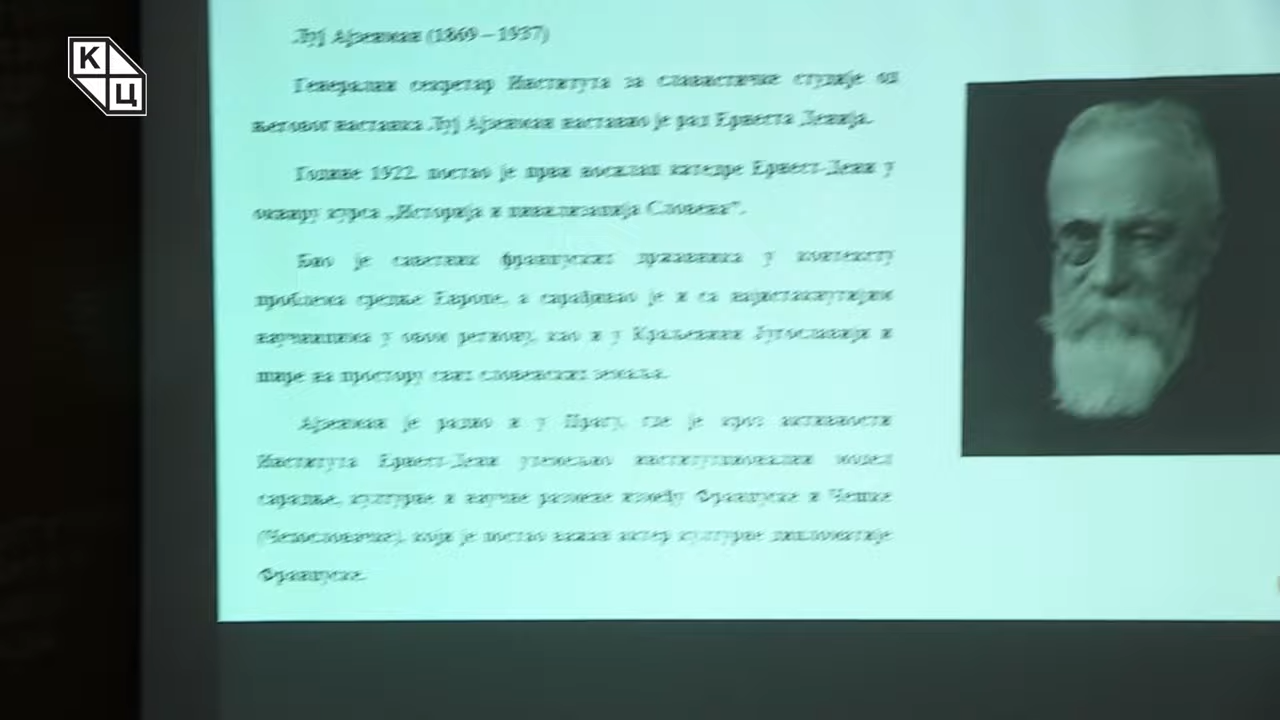 КЦ
Луј Ајзенман (1869 – 1937)
Генерални секретар Института за славистичке студије од
његовог настанка Луј Ајзенман наставио је рад Ернеста Денија.
Године 1922. постао је први носилац катедре Ернест-Дени у
оквиру курса „Историја и цивилизација Словена“.
Био је саветник француских државника у контексту
проблема средње Европе, а сарађивао је и са најистакнутијим
научницима у овом региону, као и у Краљевини Југославији и
шире на простору свих словенских земаља.
Ајзенман је радио и у Прагу, где је кроз активности
Института Ернест-Дени утемељио институционални модел
сарадње, културне и научне размене између Француске и Чешке
(Чехословачке), који је постао важан актер културне дипломатије
Француске.